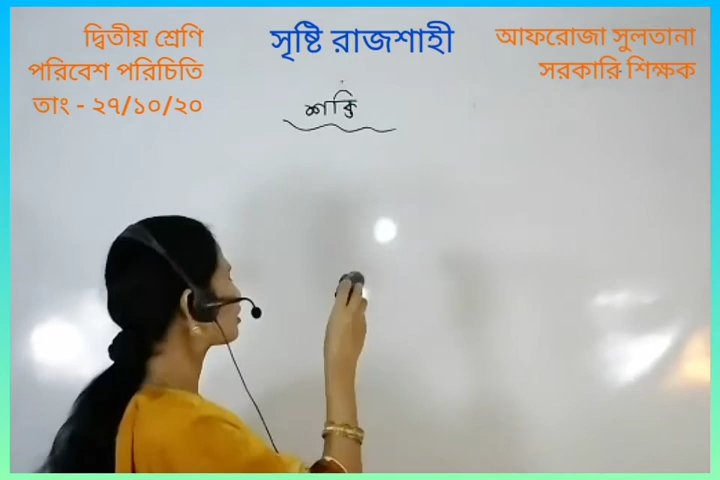 দ্বিতীয় শ্রেণি
পরিবেশ পরিচিতি
তাং - ২৭/১০/২০
সৃষ্টি রাজশাহী
আফরোজা সুলতানা
সরকারি শিক্ষক
শক্তি